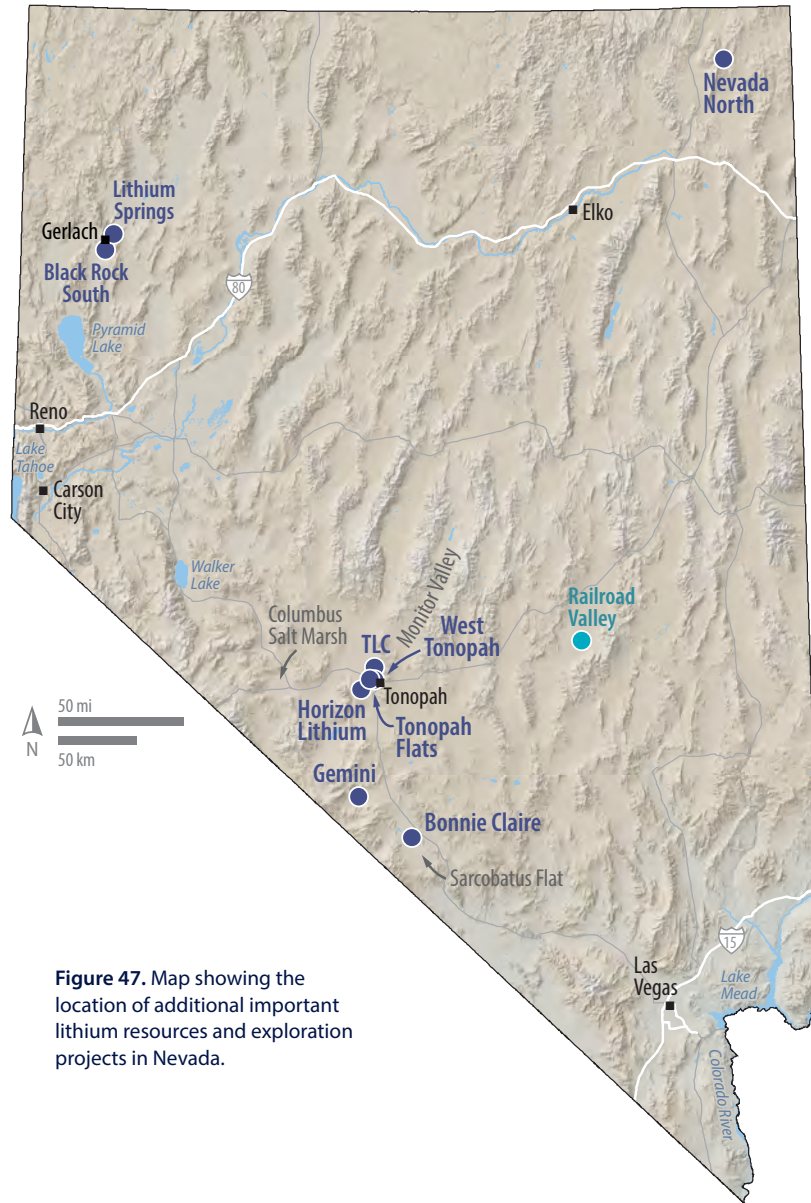 Nevada
North
Lithium
Springs
Gerlach
Elko
Black Rock
South
80
Pyramid
Lake
Reno
Lake
Tahoe
Carson
City
Walker
Lake
Monitor Valley
Railroad
Valley
Columbus
Salt Marsh
West
Tonopah
TLC
Tonopah
Horizon
Lithium
Tonopah
Flats
50 mi
N
50 km
Gemini
Bonnie Claire
Sarcobatus Flat
15
Las
Vegas
Lake
Mead
Colorado River
Figure 47. Map showing the
location of additional important
lithium resources and exploration
projects in Nevada.